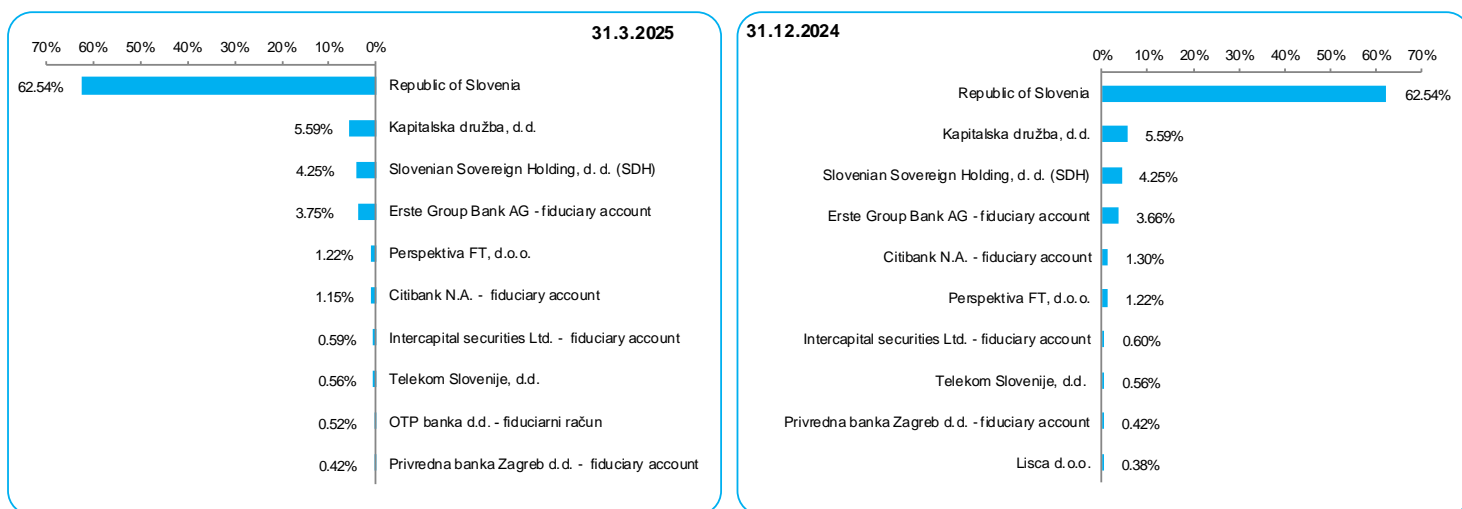 31.3.2025
70% 60% 50% 40% 30% 20% 10% 0%
62.54% Republic of Slovenia
5.59% Kapitalska družba, d.d.
4.25% Slovenian Sovereign Holding, d. d. (SDH)
3.75% Erste Group Bank AG - fiduciary account
1.22% Perspektiva FT, d.o.o.
1.15% Citibank N.A. - fiduciary account
0.59% Intercapital securities Ltd. - fiduciary account
0.56% Telekom Slovenije, d.d.
0.52% OTP banka d.d. - fiduciarni račun
0.42% Privredna banka Zagreb d.d. - fiduciary account
31.12.2024
0% 10% 20% 30% 40% 50% 60% 70%
Republic of Slovenia 62.54%
Kapitalska družba, d.d. 5.59%
Slovenian Sovereign Holding, d. d. (SDH) 4.25%
Erste Group Bank AG - fiduciary account 3.66%
Citibank N.A. - fiduciary account 1.30%
Perspektiva FT, d.o.o. 1.22%
Intercapital securities Ltd. - fiduciary account 0.60%
Telekom Slovenije, d.d. 0.56%
Privredna banka Zagreb d.d. - fiduciary account 0.42%
Lisca d.o.o. 0.38%